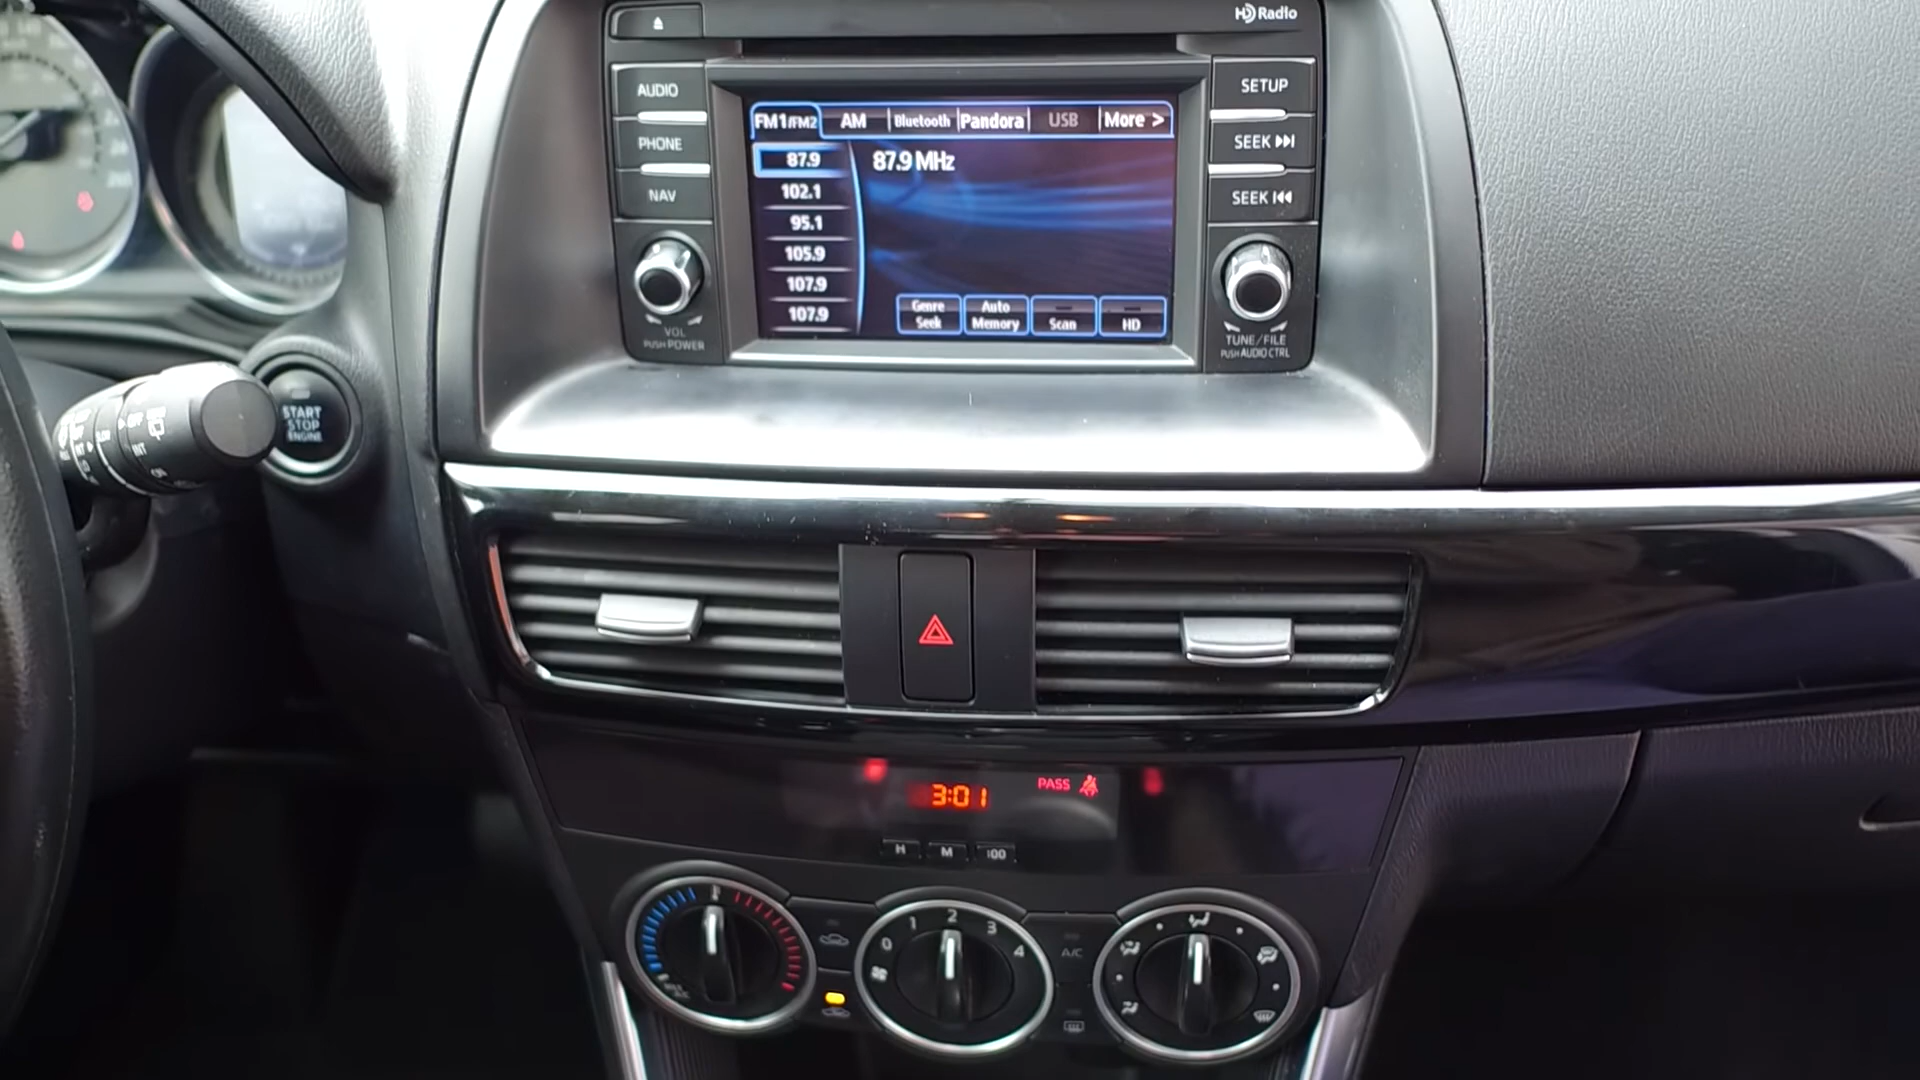 HD Radio
AUDIO
PHONE
NAV
VOL
PUSH POWER
FM1/FM2 AM Bluetooth Pandora USB More >
87.9
102.1
95.1
105.9
107.9
107.9
87.9 MHz
Genre Seek
Auto Memory
Scan
HD
SETUP
SEEK
SEEK
TUNE/FILE
PUSH AUDIO CTRL
START
STOP
ENGINE
INT
3:01
PASS
H M :00
0 1 2 3 4
A/C